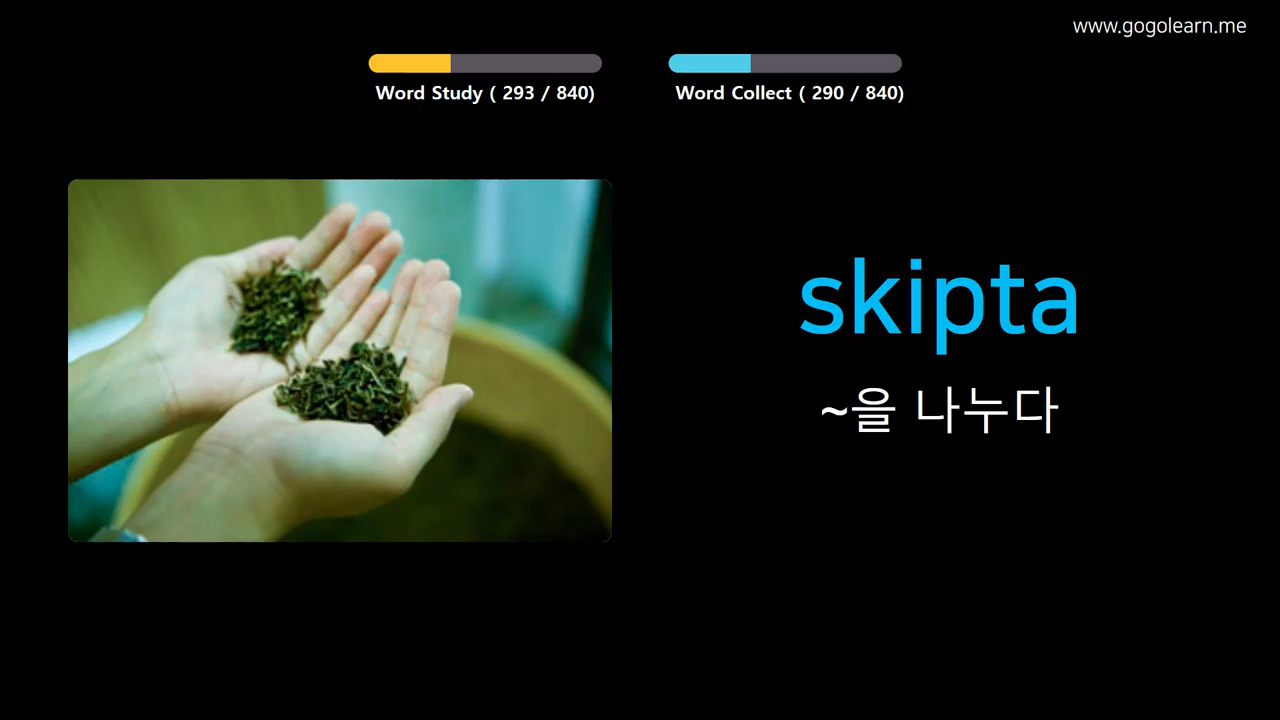 www.gogolearn.me
Word Study ( 293 / 840)
Word Collect ( 290 / 840)
skipta
~을 나누다